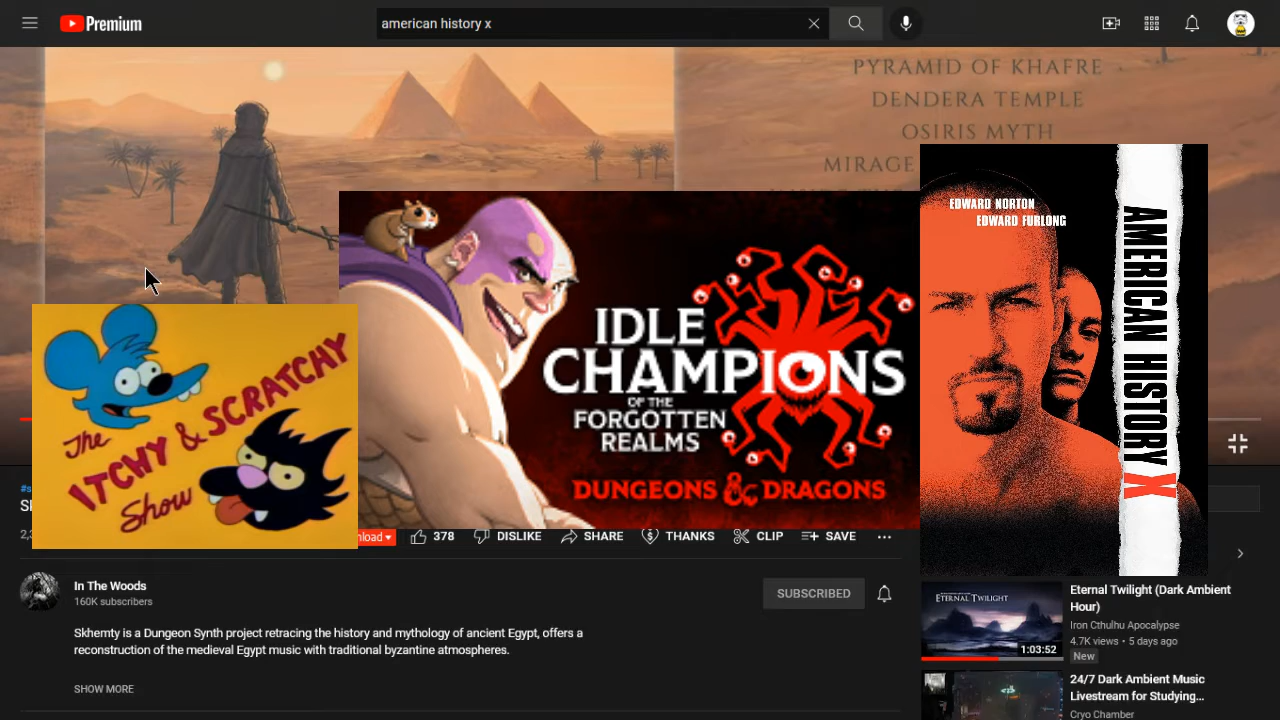 Premium
american history x
PYRAMID OF KHAFRE
DENDERA TEMPLE
OSIRIS MYTH
MIRAGE
EDWARD NORTON
EDWARD FURLONG
AMERICAN HISTORY X
IDLE
CHAMPIONS
OF THE
FORGOTTEN
REALMS
DUNGEONS & DRAGONS
The
ITCHY & SCRATCHY
Show
378
DISLIKE
SHARE
THANKS
CLIP
SAVE
In The Woods
160K subscribers
SUBSCRIBED
Skhemty is a Dungeon Synth project retracing the history and mythology of ancient Egypt, offers a
reconstruction of the medieval Egypt music with traditional byzantine atmospheres.
SHOW MORE
ETERNAL TWILIGHT
1:03:52
Eternal Twilight (Dark Ambient
Hour)
Iron Cthulhu Apocalypse
4.7K views • 5 days ago
New
24/7 Dark Ambient Music
Livestream for Studying...
Cryo Chamber